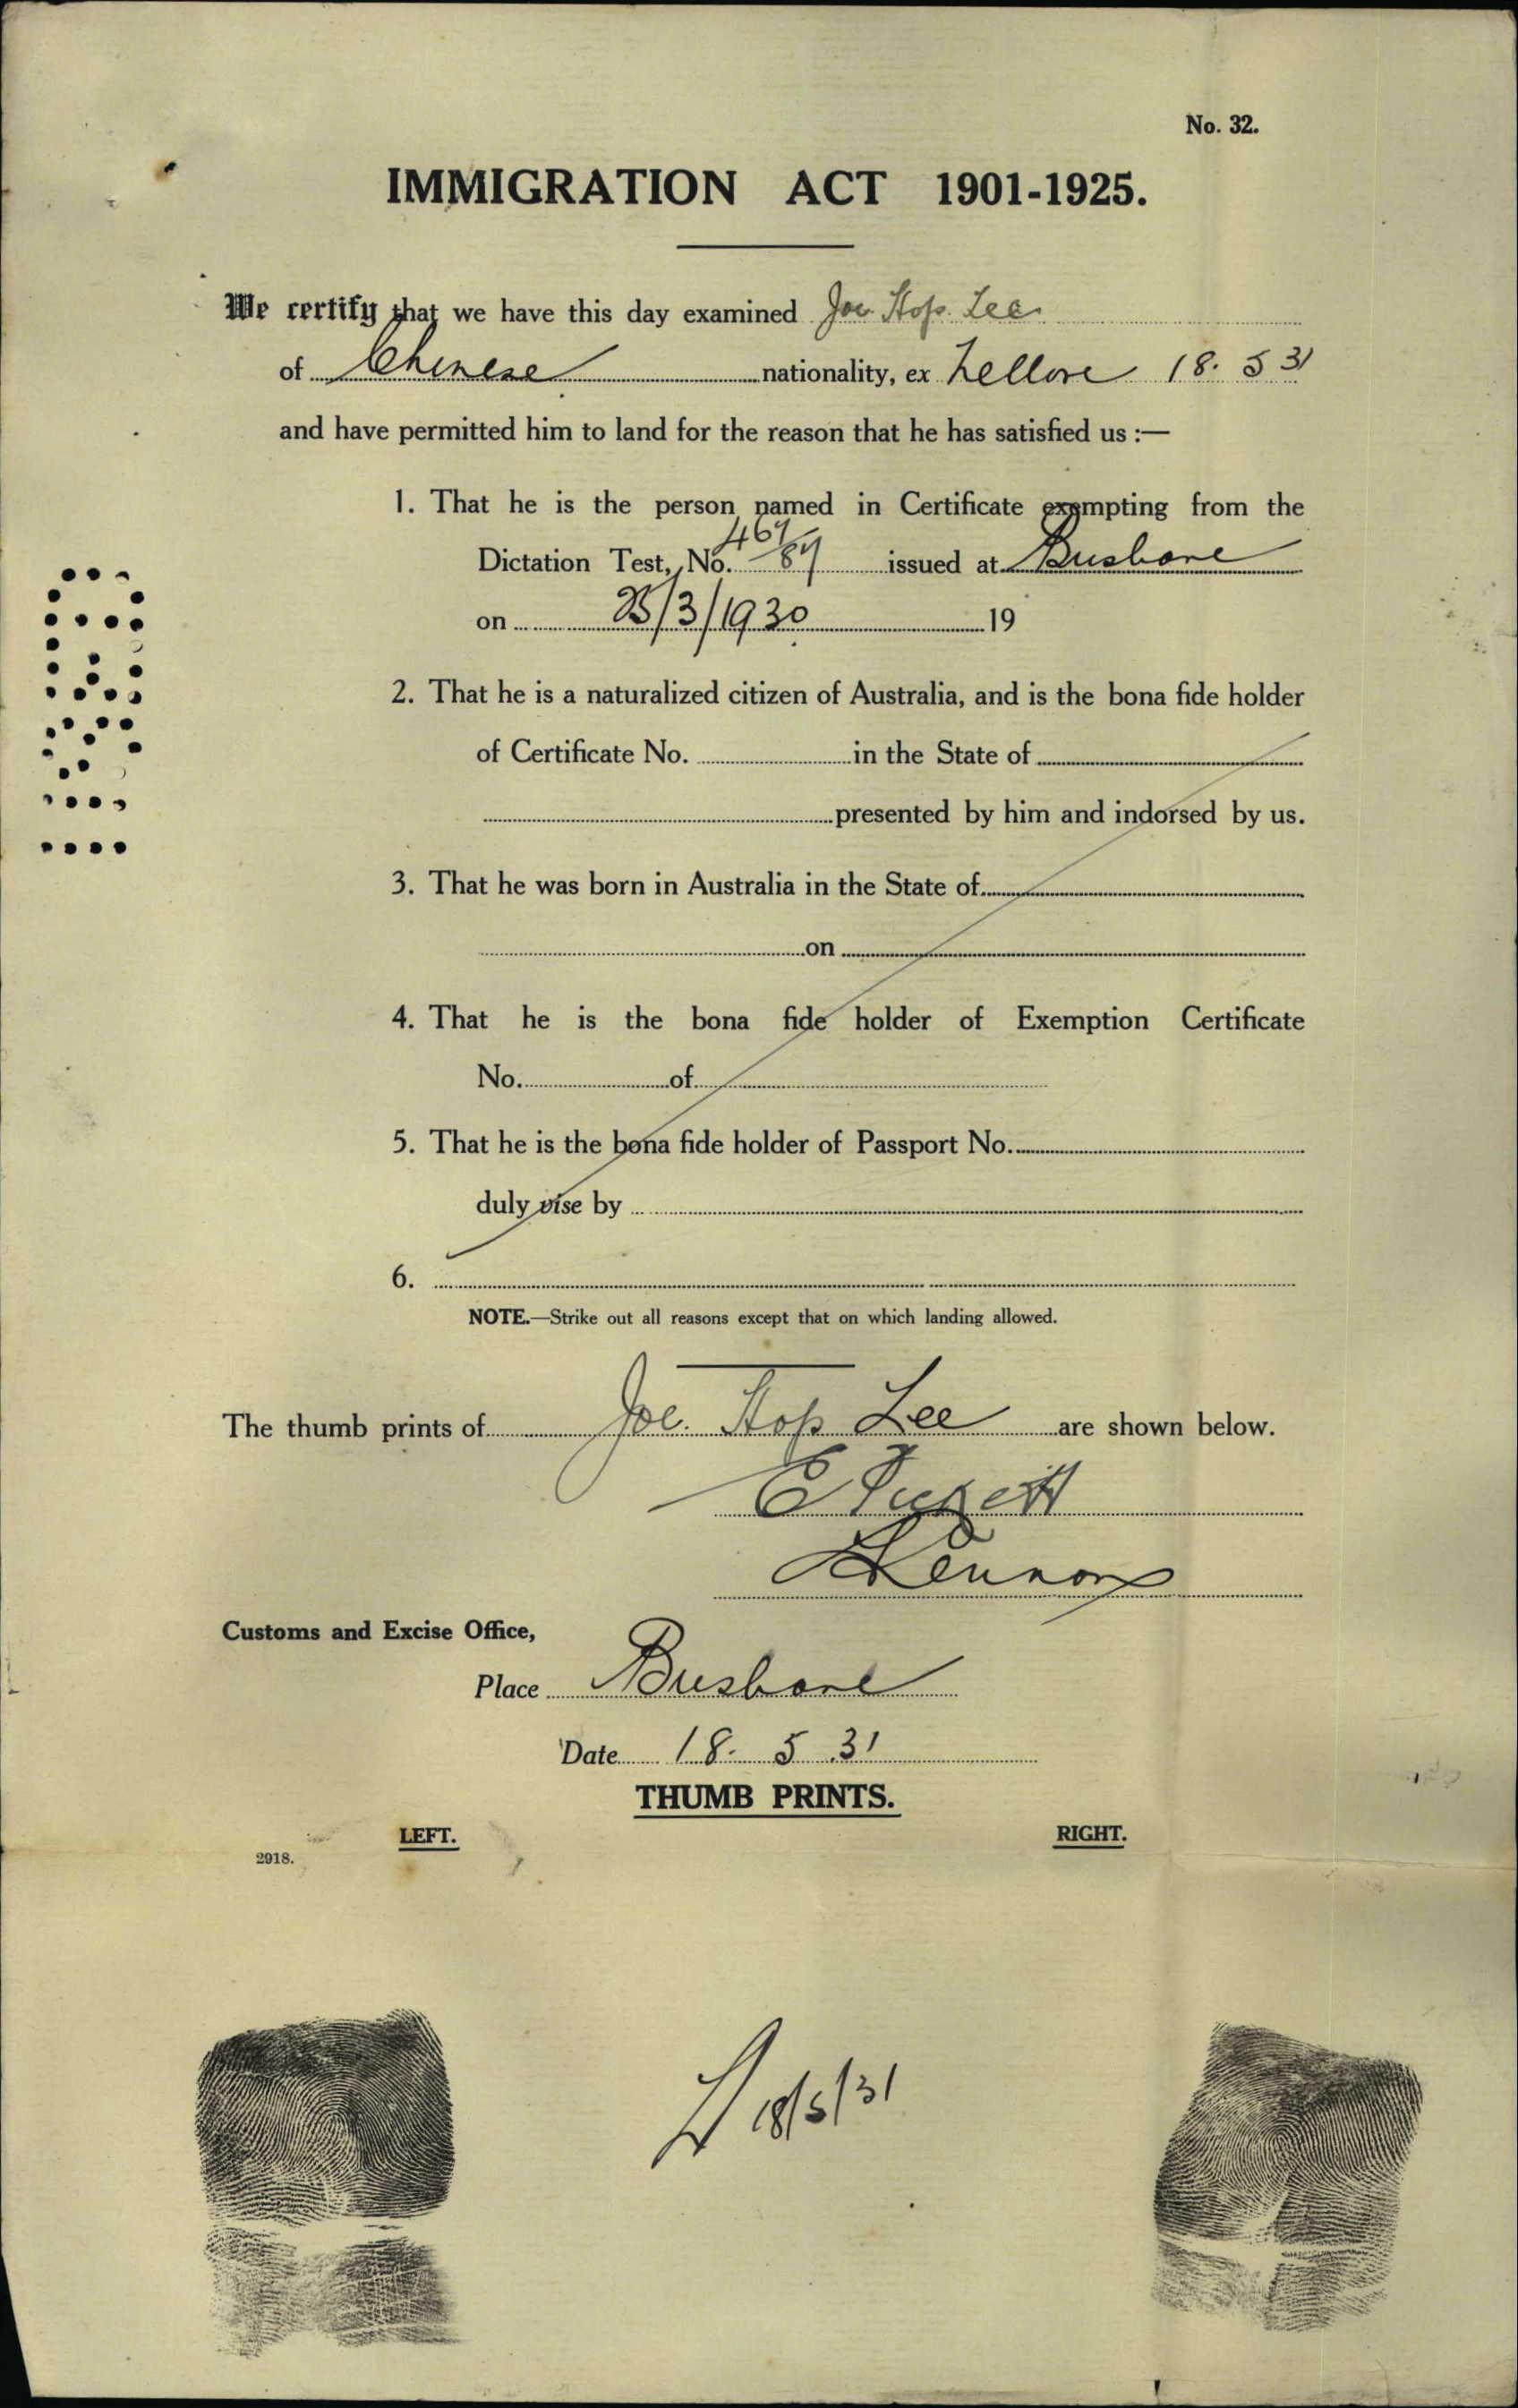 No. 32.
IMMIGRATION ACT 1901-1925.
We certify that we have this day examined Joe Hop Lee
of Chinese nationality, ex Nellore 18. 5 31
and have permitted him to land for the reason that he has satisfied us :—
1. That he is the person named in Certificate exempting from the
Dictation Test, No. 467/87 issued at Brisbane
on 25/3/1930 19
2. That he is a naturalized citizen of Australia, and is the bona fide holder
of Certificate No. in the State of
presented by him and indorsed by us.
3. That he was born in Australia in the State of
on
4. That he is the bona fide holder of Exemption Certificate
No. of
5. That he is the bona fide holder of Passport No.
duly vise by
6.
NOTE.—Strike out all reasons except that on which landing allowed.
The thumb prints of Joe. Hop Lee are shown below.
Lennox
Customs and Excise Office,
Place Brisbane
Date 18. 5 .31
THUMB PRINTS.
LEFT. RIGHT.
2918.
18/5/31